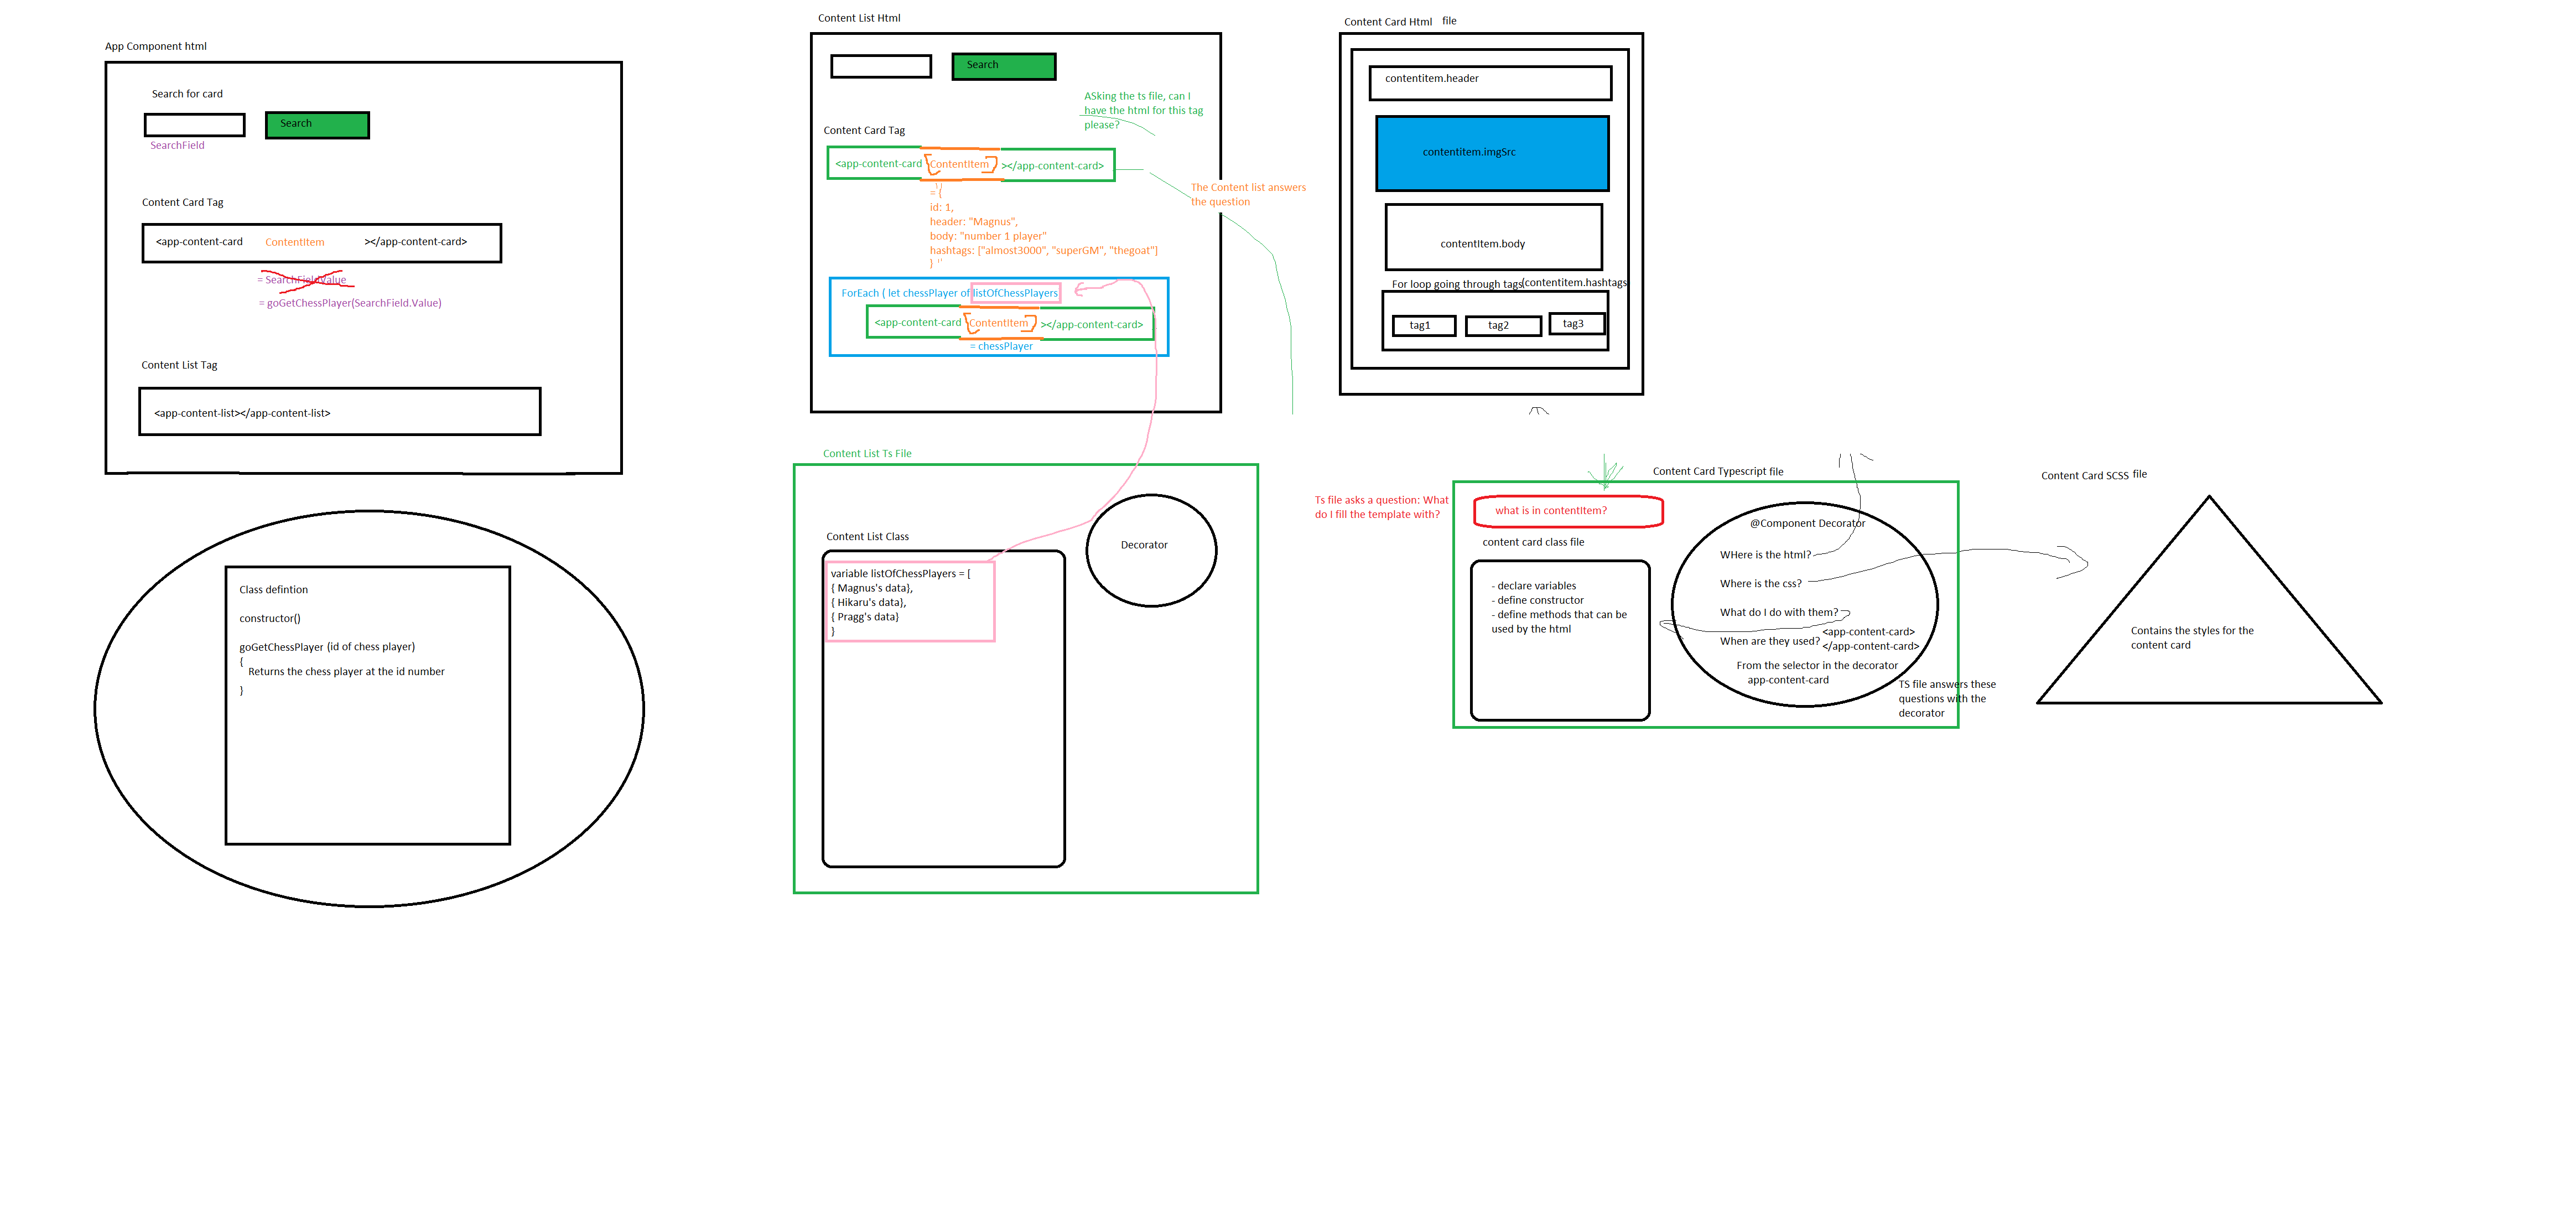 App Component html
Search for card
Search
SearchField
Content Card Tag
<app-content-card ContentItem ></app-content-card>
= SearchFieldValue
= goGetChessPlayer(SearchField.Value)
Content List Tag
<app-content-list></app-content-list>
Class defintion
constructor()
goGetChessPlayer (id of chess player)
{
Returns the chess player at the id number
}
Content List Html
Search
ASking the ts file, can I
have the html for this tag
please?
Content Card Tag
<app-content-card [ContentItem] ></app-content-card>
The Content list answers
the question
= {
id: 1,
header: "Magnus",
body: "number 1 player"
hashtags: ["almost3000", "superGM", "thegoat"]
} "
ForEach ( let chessPlayer of listOfChessPlayers
<app-content-card [ContentItem] ></app-content-card>
= chessPlayer
Content List Ts File
Content List Class
variable listOfChessPlayers = [
{ Magnus's data},
{ Hikaru's data},
{ Pragg's data}
}
Decorator
Content Card Html file
contentitem.header
contentitem.imgSrc
contentItem.body
For loop going through tags(contentitem.hashtags
tag1 tag2 tag3
Content Card Typescript file
Ts file asks a question: What
do I fill the template with?
what is in contentItem?
content card class file
- declare variables
- define constructor
- define methods that can be
used by the html
@Component Decorator
WHere is the html?
Where is the css?
What do I do with them?
When are they used? <app-content-card>
</app-content-card>
From the selector in the decorator
app-content-card
TS file answers these
questions with the
decorator
Content Card SCSS file
Contains the styles for the
content card